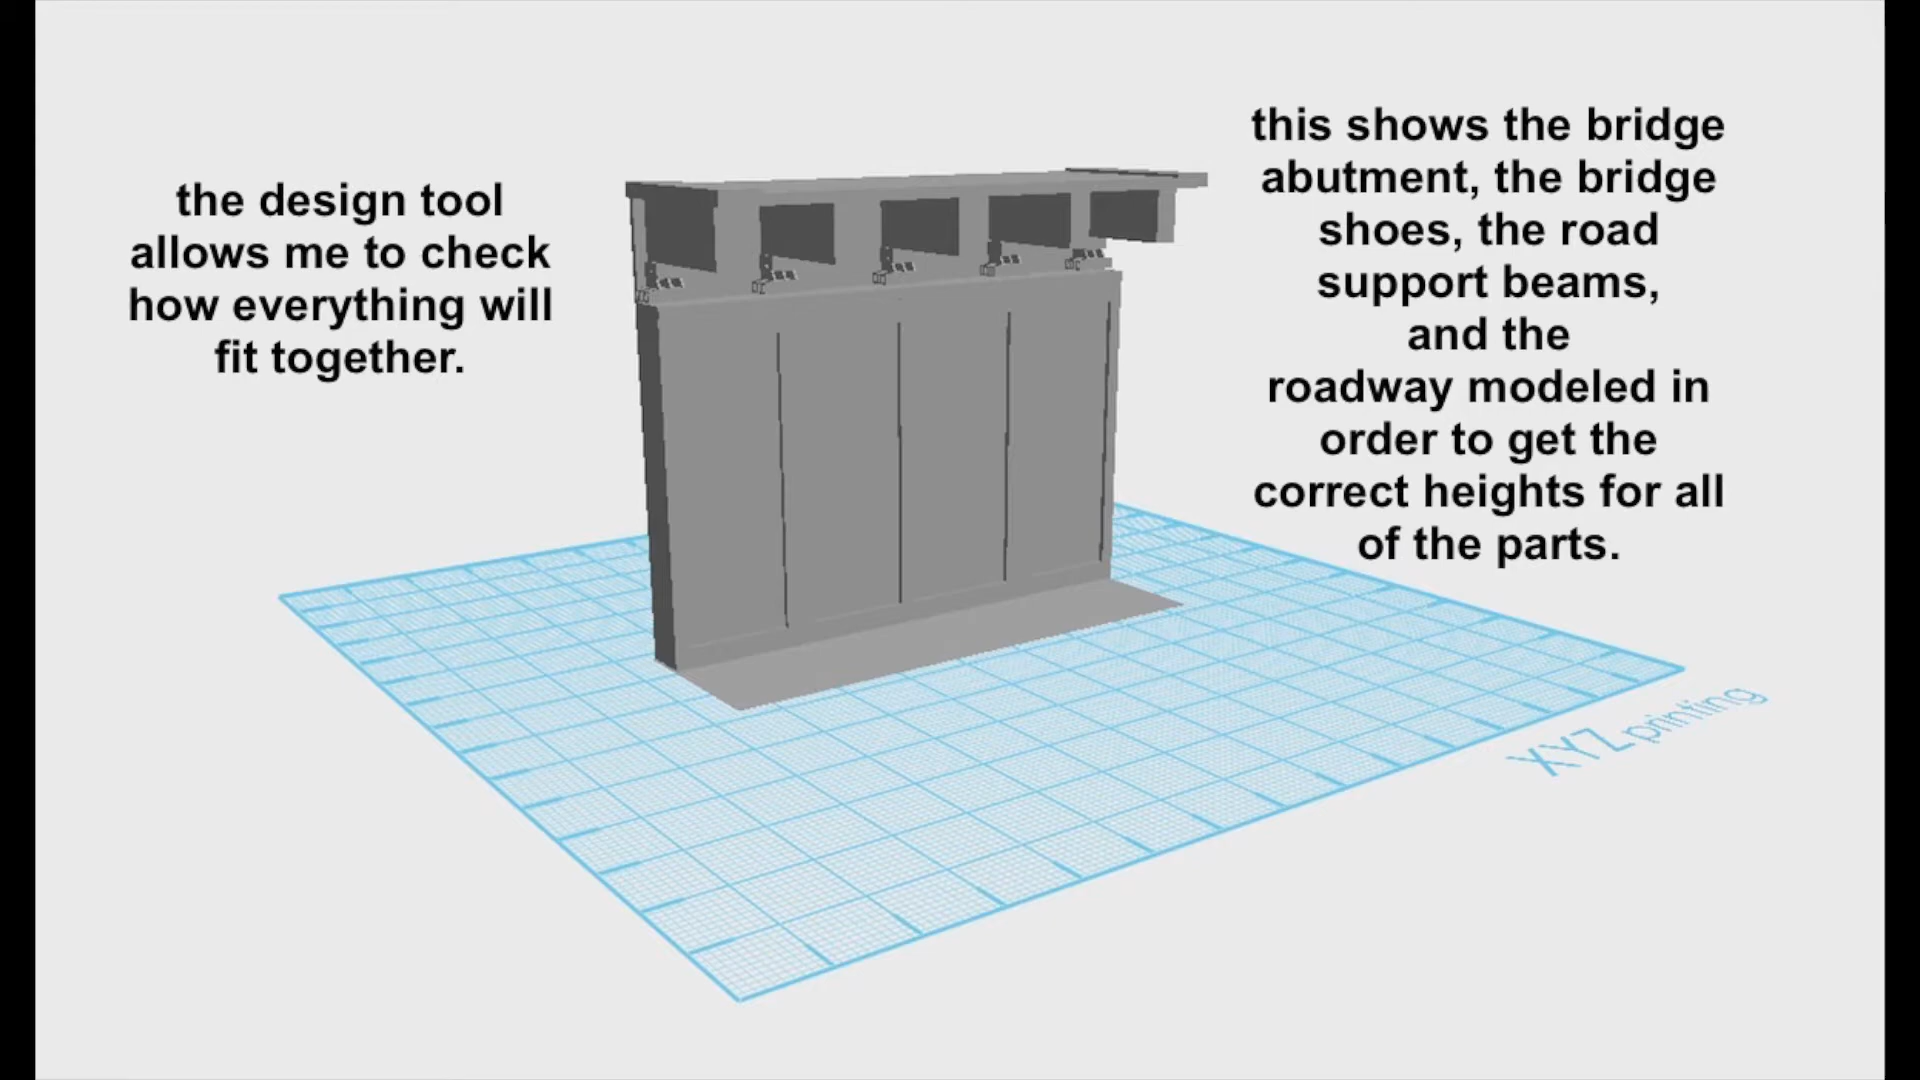 the design tool
allows me to check
how everything will
fit together.
this shows the bridge
abutment, the bridge
shoes, the road
support beams,
and the
roadway modeled in
order to get the
correct heights for all
of the parts.
XYZ printing